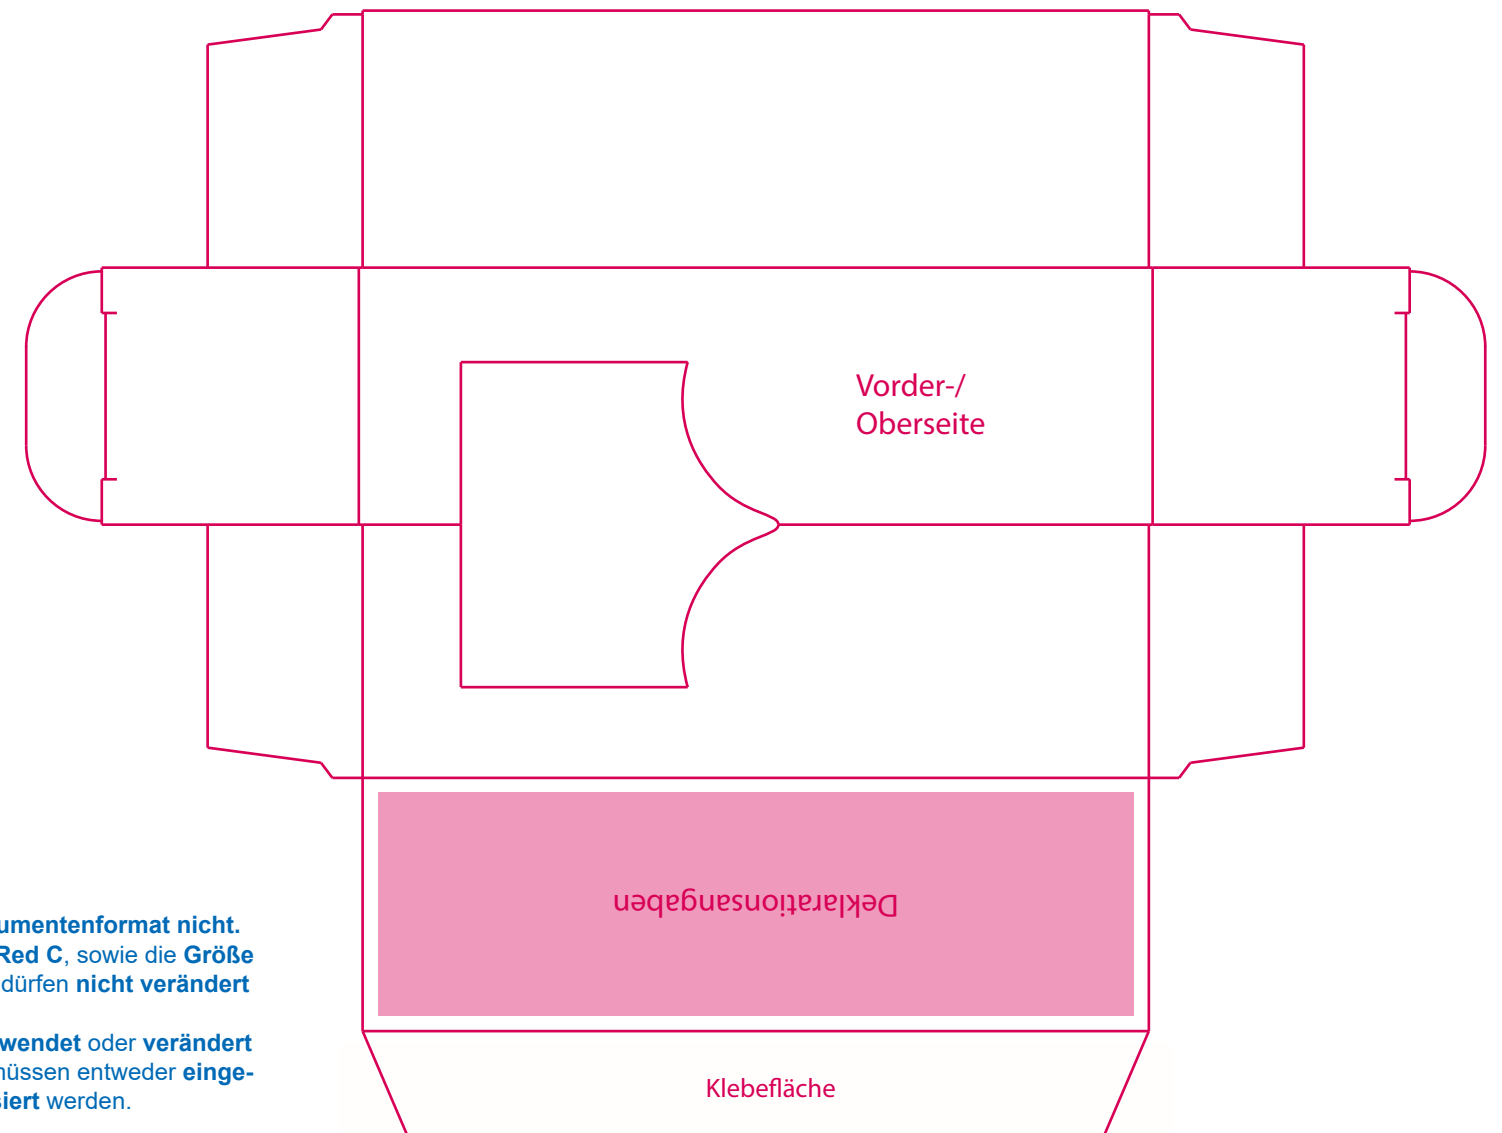 Vorder-/
Oberseite
Deklarationsangaben
umentenformat nicht.
Red C, sowie die Größe
dürfen nicht verändert
wendet oder verändert
nüssen entweder einge-
siert werden.
Klebefläche